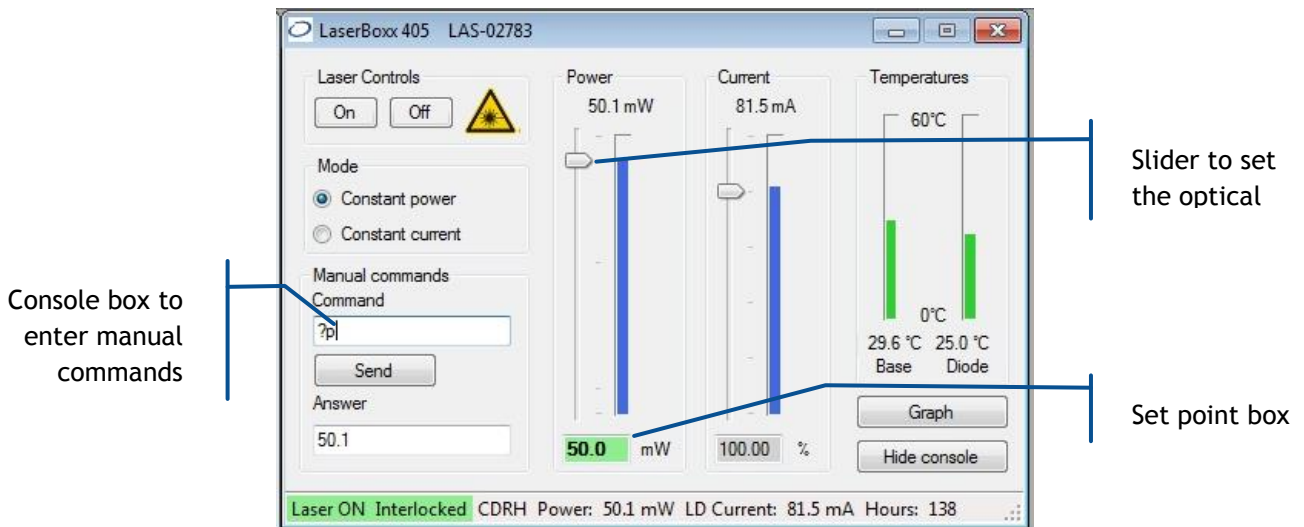 LaserBoxx 405 LAS-02783
Laser Controls
On Off
Mode
Constant power
Constant current
Manual commands
Command
?p
Send
Answer
50.1
Power
50.1 mW
50.0 mW
Current
81.5 mA
100.00 %
Temperatures
60°C
0°C
29.6 °C 25.0 °C
Base Diode
Graph
Hide console
Laser ON Interlocked CDRH Power: 50.1 mW LD Current: 81.5 mA Hours: 138
Console box to
enter manual
commands
Slider to set
the optical
Set point box